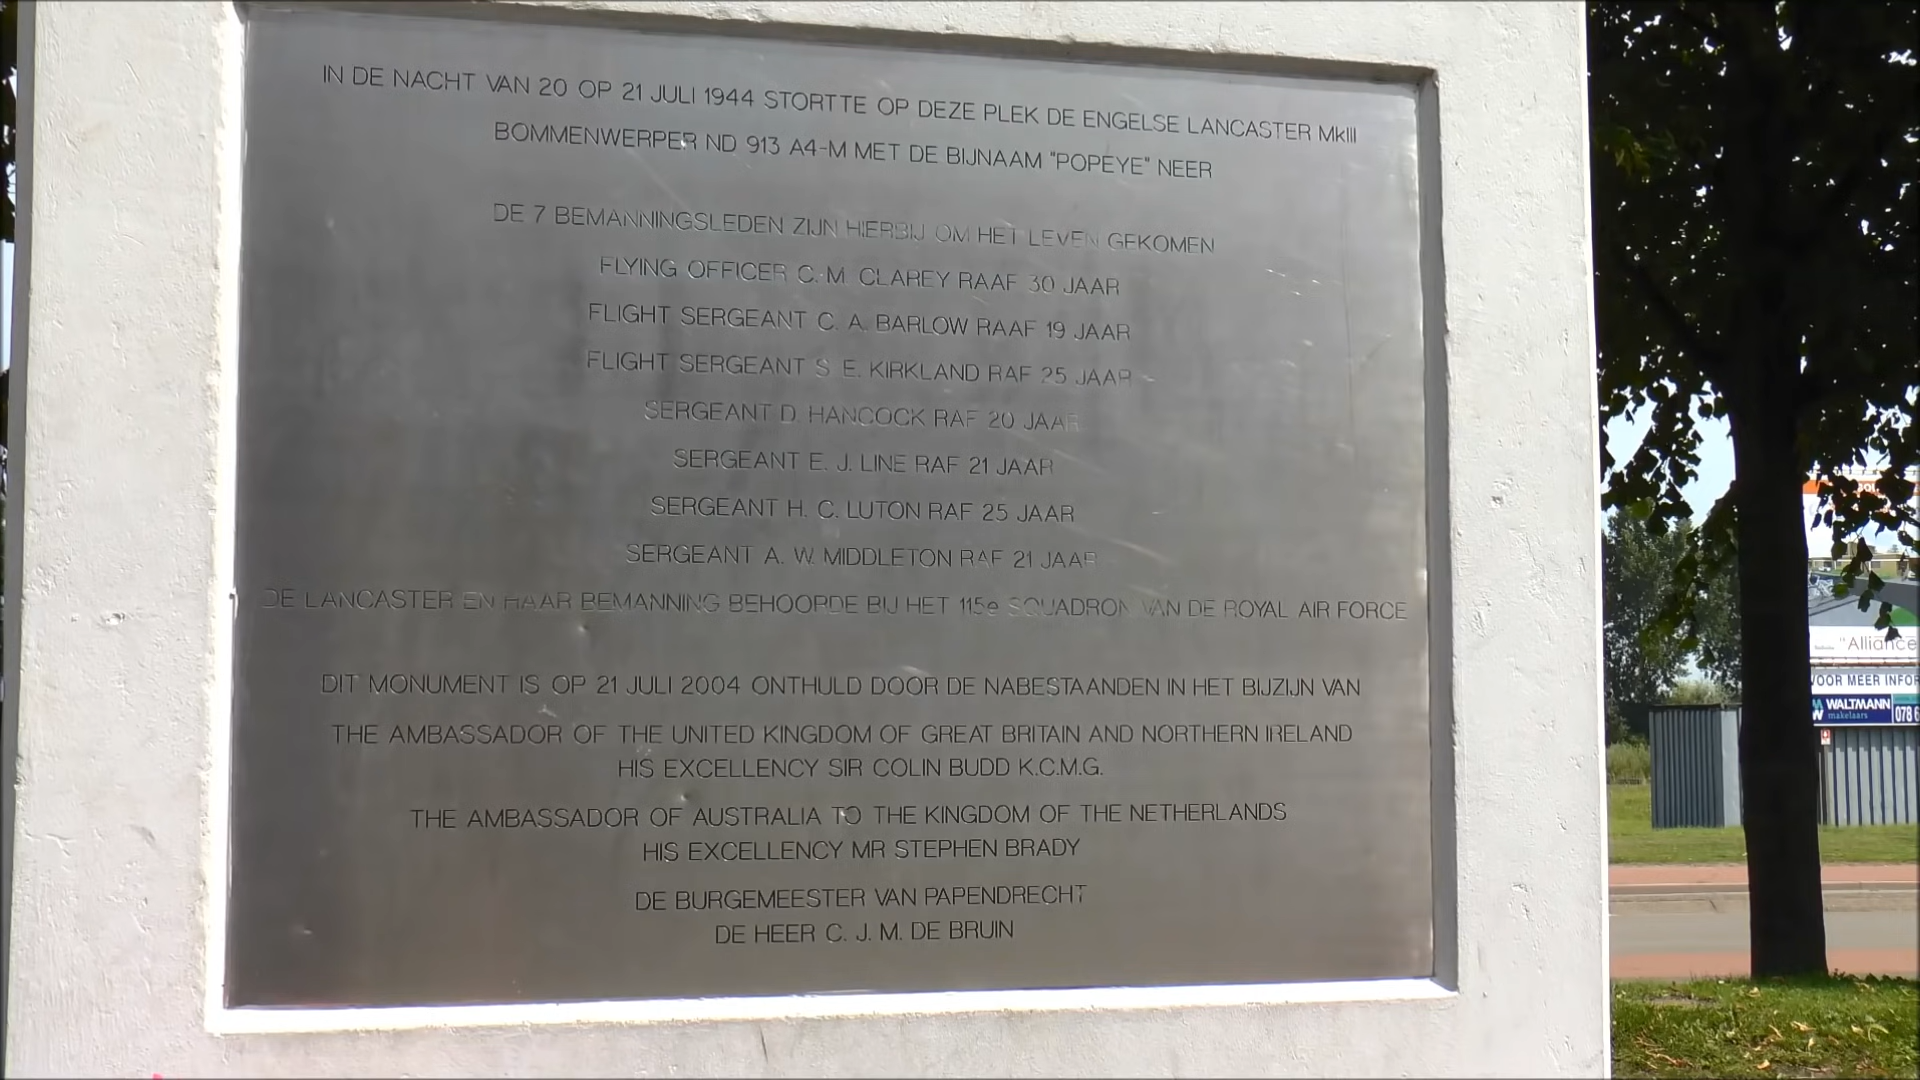 IN DE NACHT VAN 20 OP 21 JULI 1944 STORTTE OP DEZE PLEK DE ENGELSE LANCASTER MkIII
BOMMENWERPER ND 913 A4-M MET DE BIJNAAM "POPEYE" NEER
DE 7 BEMANNINGSLEDEN ZIJN HIERBIJ OM HET LEVEN GEKOMEN
FLYING OFFICER C. M. CLAREY RAAF 30 JAAR
FLIGHT SERGEANT C. A. BARLOW RAAF 19 JAAR
FLIGHT SERGEANT S. E. KIRKLAND RAF 25 JAAR
SERGEANT D. HANCOCK RAF 20 JAAR
SERGEANT E. J. LINE RAF 21 JAAR
SERGEANT H. C. LUTON RAF 25 JAAR
SERGEANT A. W. MIDDLETON RAF 21 JAAR
DE LANCASTER EN HAAR BEMANNING BEHOORDE BIJ HET 115e SQUADRON VAN DE ROYAL AIR FORCE
DIT MONUMENT IS OP 21 JULI 2004 ONTHULD DOOR DE NABESTAANDEN IN HET BIJZIJN VAN
THE AMBASSADOR OF THE UNITED KINGDOM OF GREAT BRITAIN AND NORTHERN IRELAND
HIS EXCELLENCY SIR COLIN BUDD K.C.M.G.
THE AMBASSADOR OF AUSTRALIA TO THE KINGDOM OF THE NETHERLANDS
HIS EXCELLENCY MR STEPHEN BRADY
DE BURGEMEESTER VAN PAPENDRECHT
DE HEER C. J. M. DE BRUIN
"Alliance
VOOR MEER INFOR
WALTMANN
makelaars
078 6